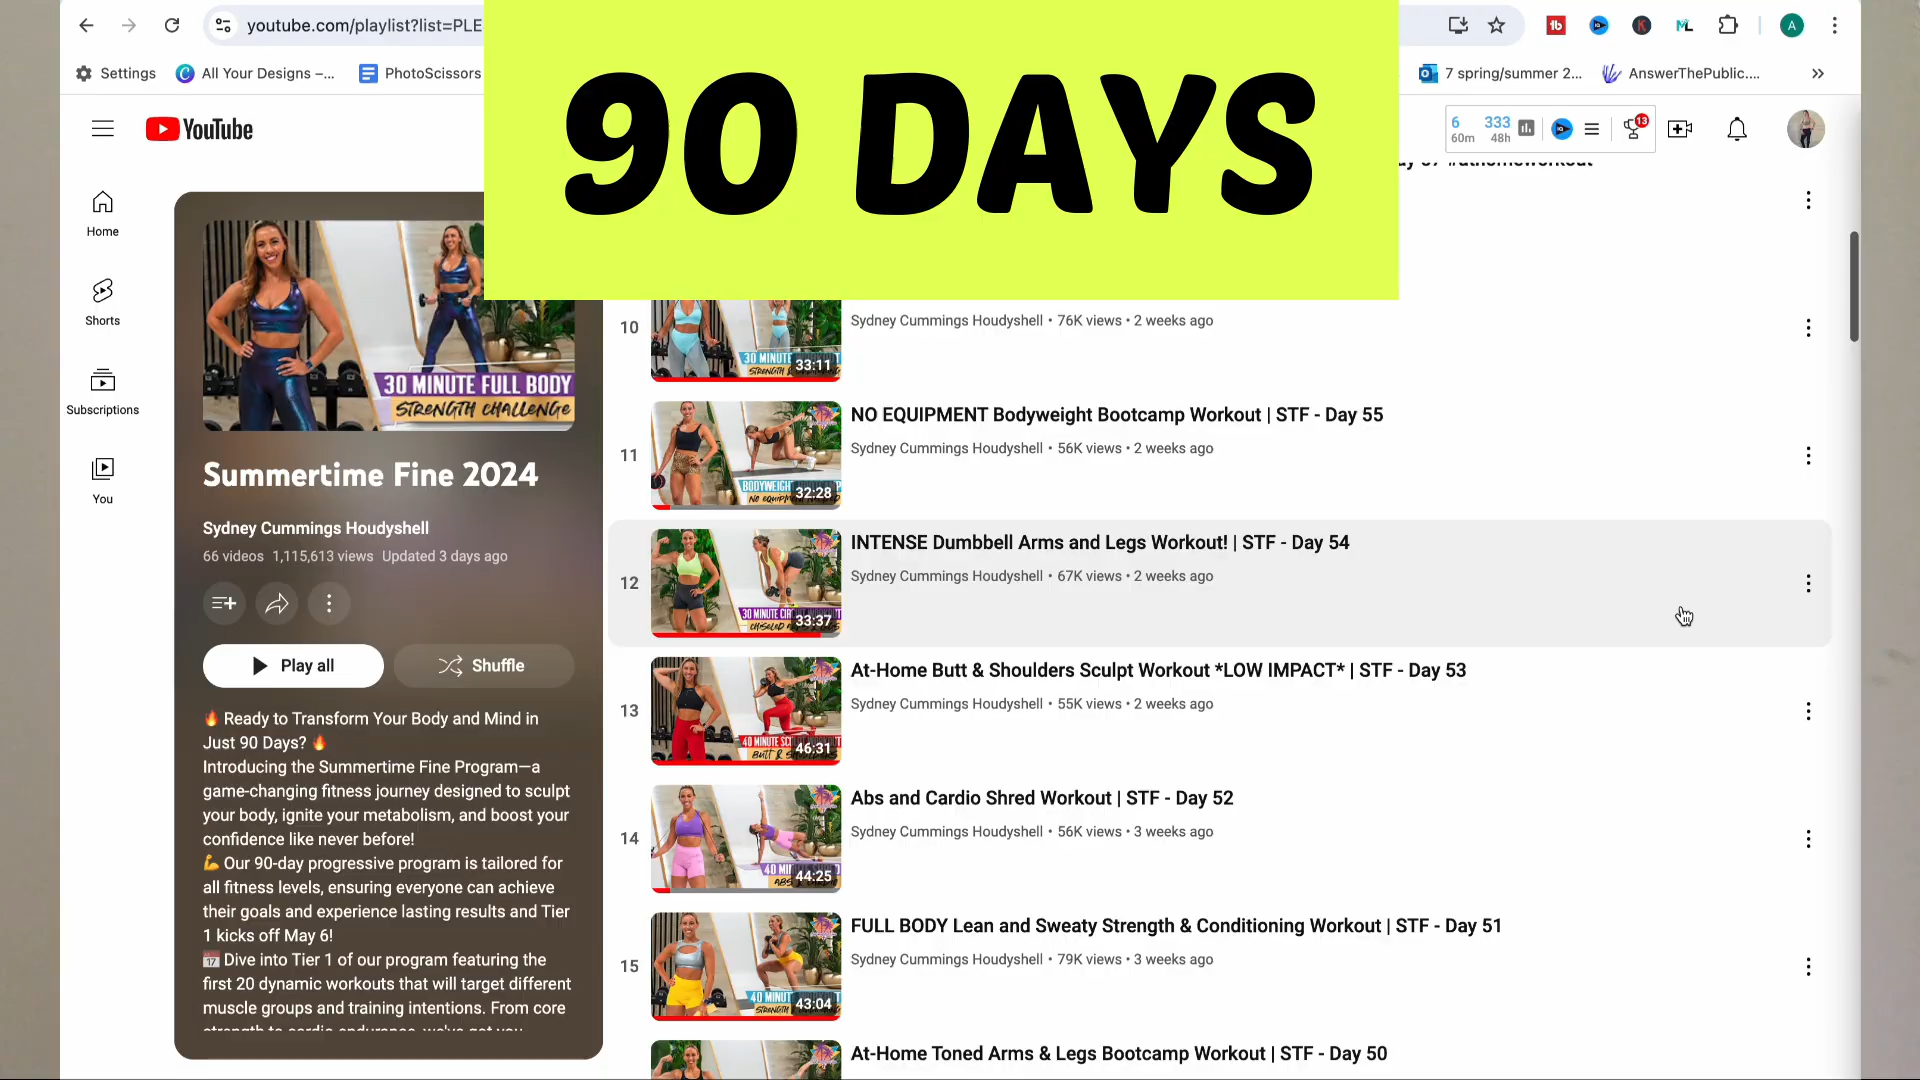 youtube.com/playlist?list=PLE
Settings
All Your Designs –...
PhotoScissors
7 spring/summer 2...
AnswerThePublic....
90 DAYS
YouTube
6
60m
333
48h
13
A
Home
Shorts
Subscriptions
You
30 MINUTE FULL BODY
STRENGTH CHALLENGE
Summertime Fine 2024
Sydney Cummings Houdyshell
66 videos 1,115,613 views Updated 3 days ago
Play all
Shuffle
🔥 Ready to Transform Your Body and Mind in
Just 90 Days? 🔥
Introducing the Summertime Fine Program—a
game-changing fitness journey designed to sculpt
your body, ignite your metabolism, and boost your
confidence like never before!
💪 Our 90-day progressive program is tailored for
all fitness levels, ensuring everyone can achieve
their goals and experience lasting results and Tier
1 kicks off May 6!
📅 Dive into Tier 1 of our program featuring the
first 20 dynamic workouts that will target different
muscle groups and training intentions. From core
strength to cardio endurance, we've got you
10
30 MINUTE
33:11
Sydney Cummings Houdyshell • 76K views • 2 weeks ago
11
32:28
NO EQUIPMENT Bodyweight Bootcamp Workout | STF - Day 55
Sydney Cummings Houdyshell • 56K views • 2 weeks ago
12
30 MINUTE
33:37
INTENSE Dumbbell Arms and Legs Workout! | STF - Day 54
Sydney Cummings Houdyshell • 67K views • 2 weeks ago
13
46:31
At-Home Butt & Shoulders Sculpt Workout *LOW IMPACT* | STF - Day 53
Sydney Cummings Houdyshell • 55K views • 2 weeks ago
14
44:25
Abs and Cardio Shred Workout | STF - Day 52
Sydney Cummings Houdyshell • 56K views • 3 weeks ago
15
43:04
FULL BODY Lean and Sweaty Strength & Conditioning Workout | STF - Day 51
Sydney Cummings Houdyshell • 79K views • 3 weeks ago
At-Home Toned Arms & Legs Bootcamp Workout | STF - Day 50